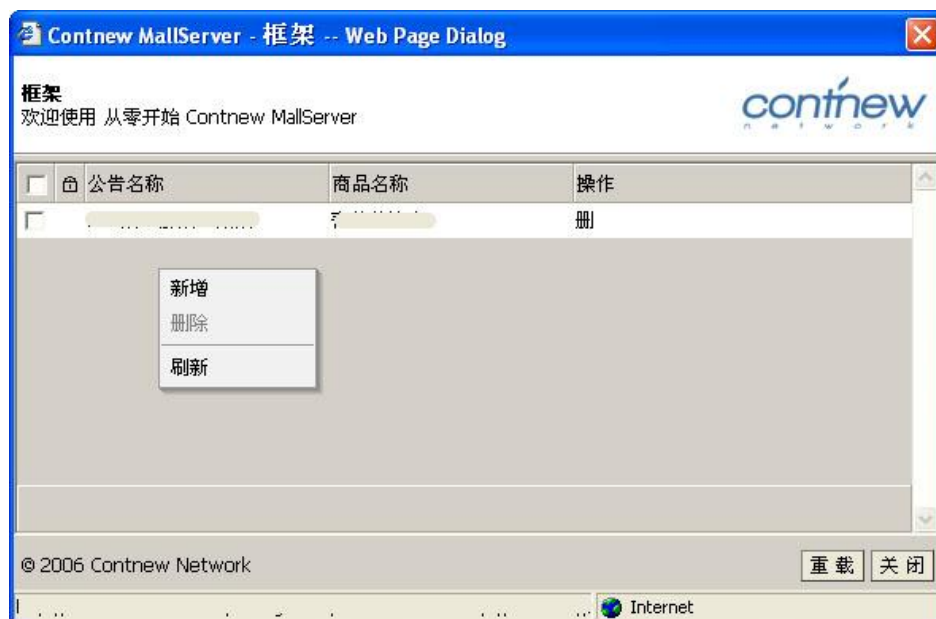 Contnew MallServer - 框架 -- Web Page Dialog
框架
欢迎使用 从零开始 Contnew MallServer
contnew
network
公告名称 商品名称 操作
删
新增
删除
刷新
© 2006 Contnew Network
重载 关闭
Internet